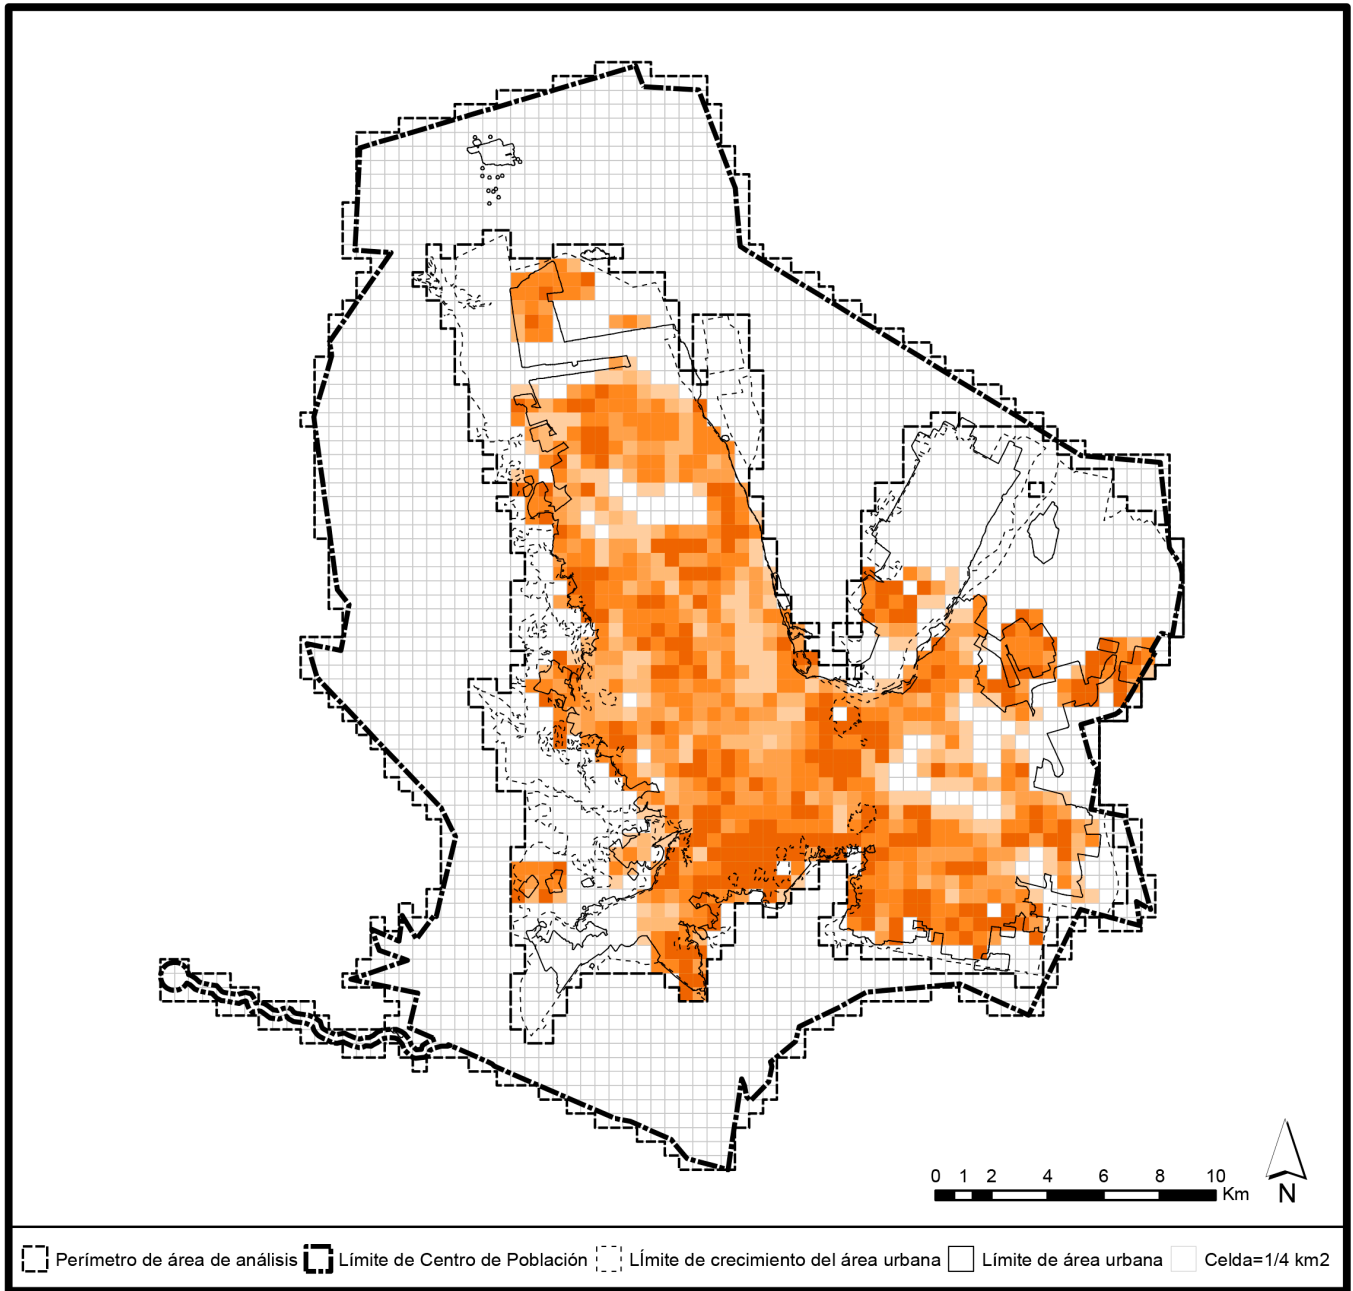 0 1 2 4 6 8 10
Km
N
Perímetro de área de análisis Límite de Centro de Población LÍmite de crecimiento del área urbana Límite de área urbana Celda=1/4 km2